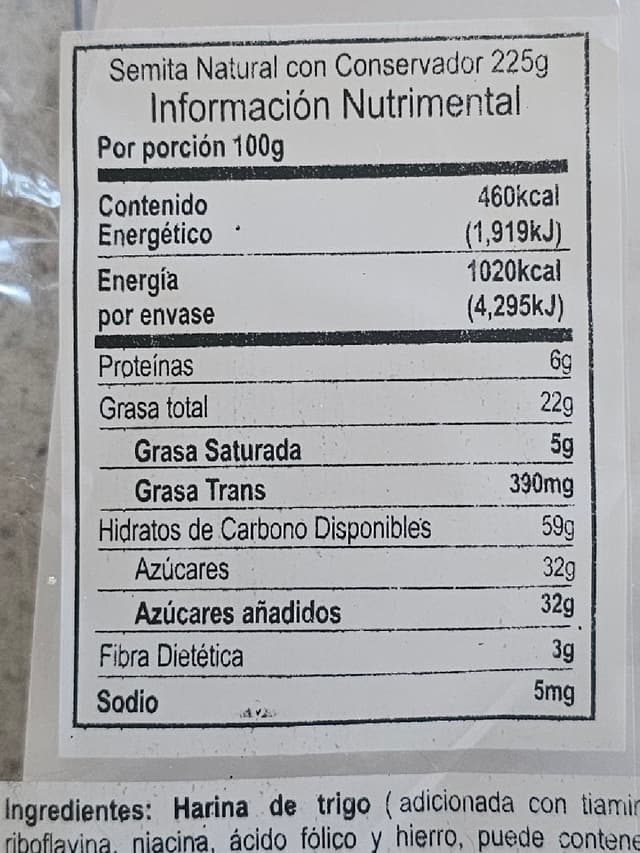 Semita Natural con Conservador 225g
Información Nutrimental
Por porción 100g
Contenido 460kcal
Energético (1,919kJ)
Energía 1020kcal
por envase (4,295kJ)
Proteínas 6g
Grasa total 22g
Grasa Saturada 5g
Grasa Trans 390mg
Hidratos de Carbono Disponibles 59g
Azúcares 32g
Azúcares añadidos 32g
Fibra Dietética 3g
Sodio 5mg
Ingredientes: Harina de trigo ( adicionada con tiamin
riboflavina, niacina, ácido fólico y hierro, puede contene